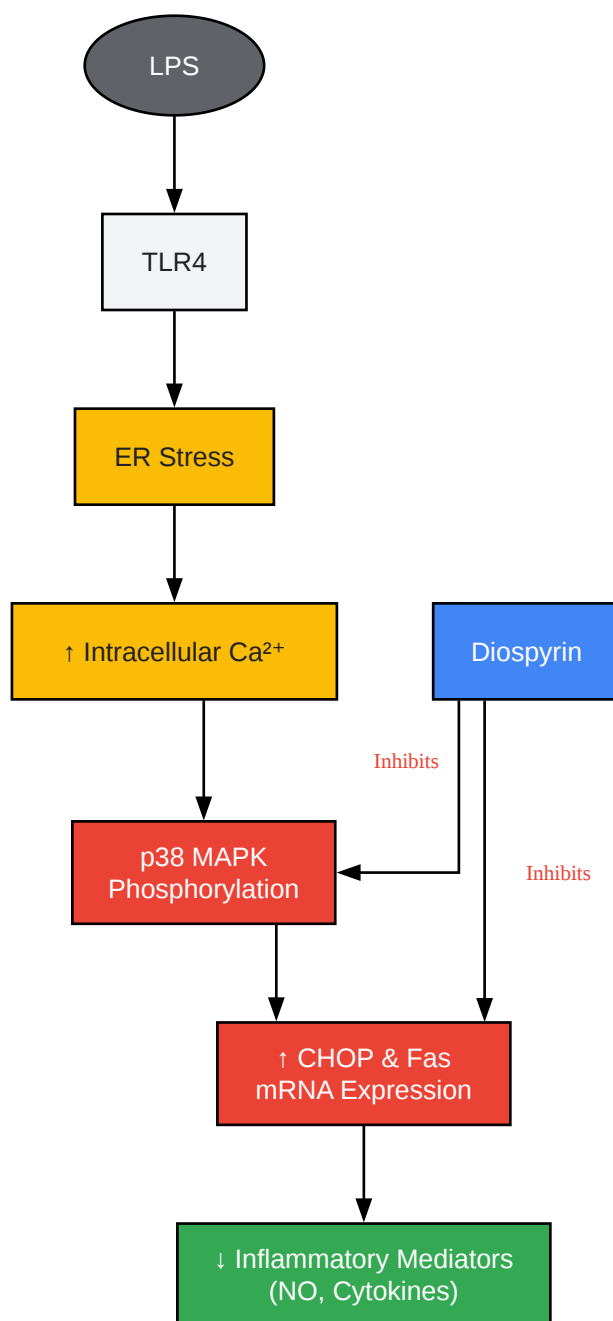 LPS
TLR4
ER Stress
↑ Intracellular Ca²⁺
Diospyrin
Inhibits
p38 MAPK
Phosphorylation
Inhibits
↑ CHOP & Fas
mRNA Expression
↓ Inflammatory Mediators
(NO, Cytokines)